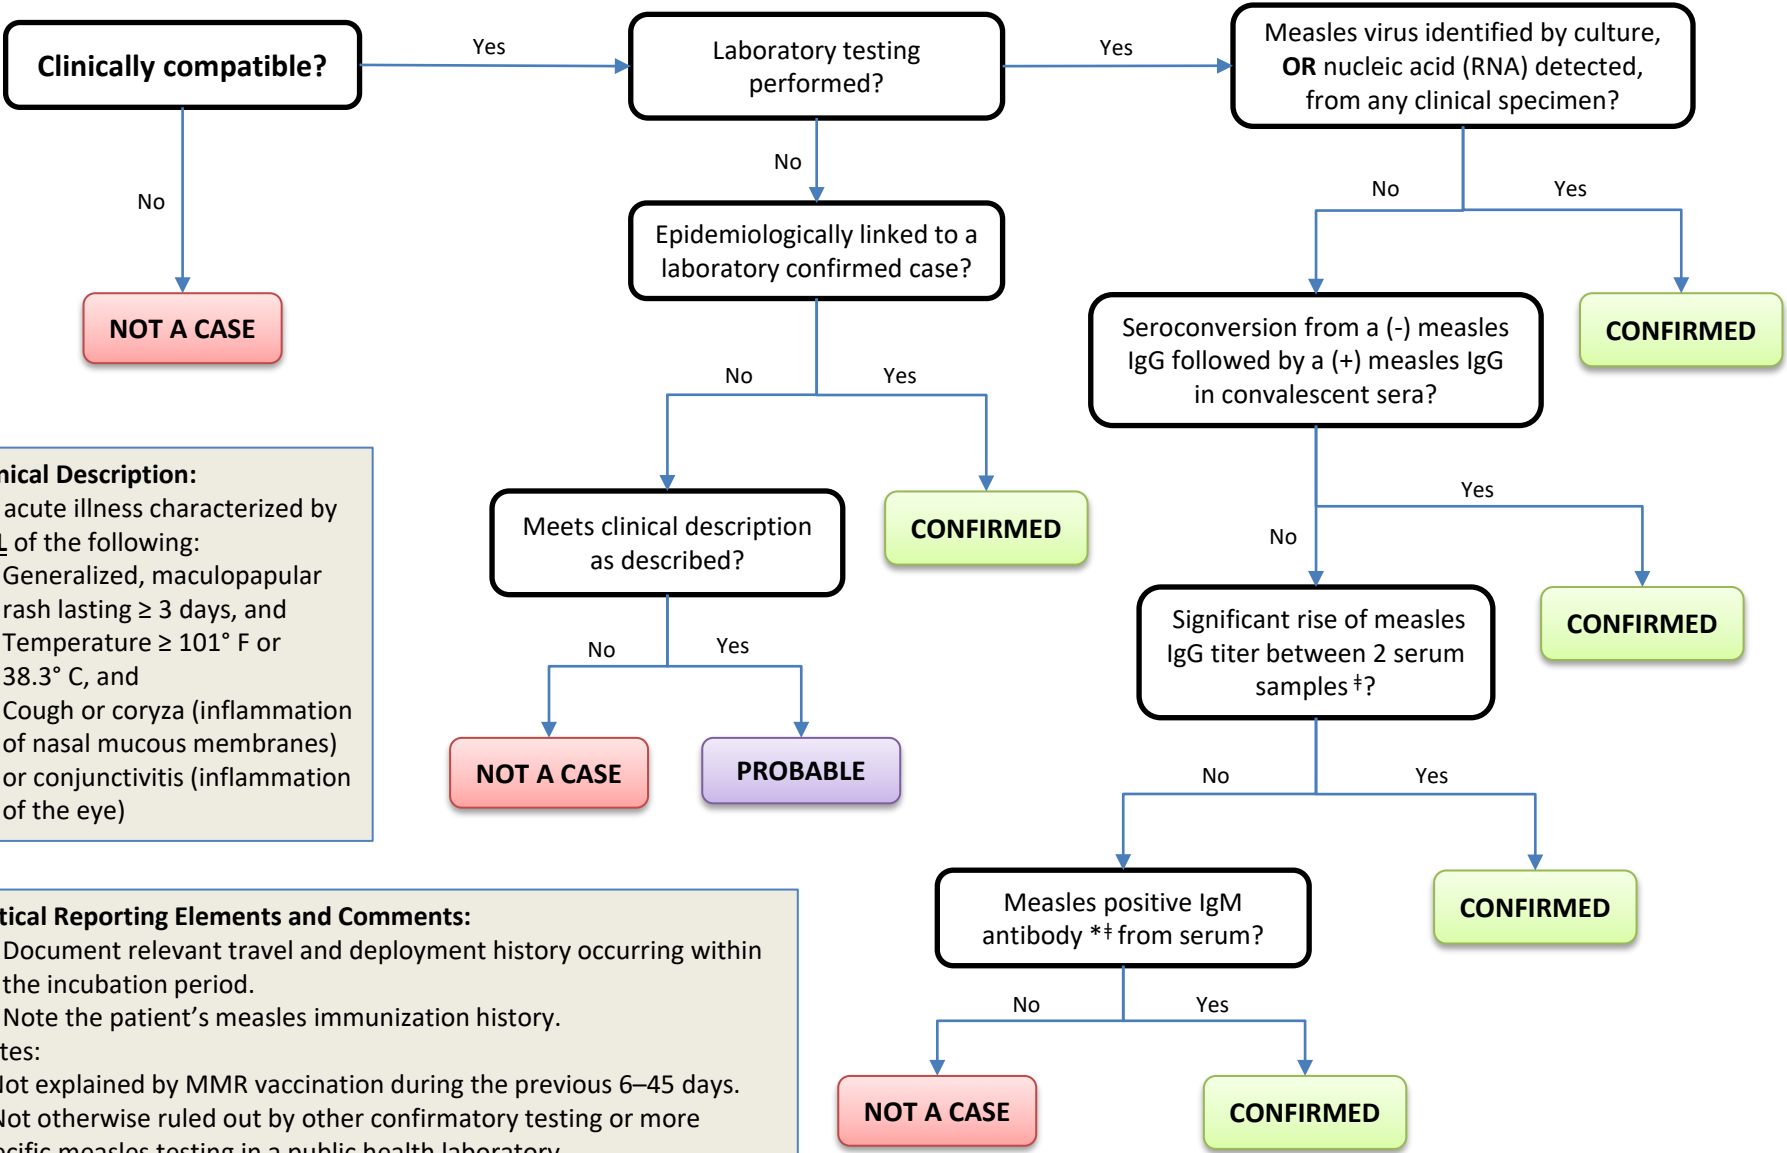 Clinically compatible?
Yes
Laboratory testing
performed?
Yes
Measles virus identified by culture,
OR nucleic acid (RNA) detected,
from any clinical specimen?
No
No
No
Yes
NOT A CASE
Epidemiologically linked to a
laboratory confirmed case?
Seroconversion from a (-) measles
IgG followed by a (+) measles IgG
in convalescent sera?
CONFIRMED
No
Yes
Meets clinical description
as described?
CONFIRMED
Yes
No
No
Yes
NOT A CASE
PROBABLE
Significant rise of measles
IgG titer between 2 serum
samples ‡?
CONFIRMED
No
Yes
Measles positive IgM
antibody *‡ from serum?
CONFIRMED
No
Yes
NOT A CASE
CONFIRMED
nical Description:
acute illness characterized by
L of the following:
Generalized, maculopapular
rash lasting ≥ 3 days, and
Temperature ≥ 101° F or
38.3° C, and
Cough or coryza (inflammation
of nasal mucous membranes)
or conjunctivitis (inflammation
of the eye)
tical Reporting Elements and Comments:
Document relevant travel and deployment history occurring within
the incubation period.
Note the patient's measles immunization history.
tes:
Not explained by MMR vaccination during the previous 6–45 days.
Not otherwise ruled out by other confirmatory testing or more
cific measles testing in a public health laboratory